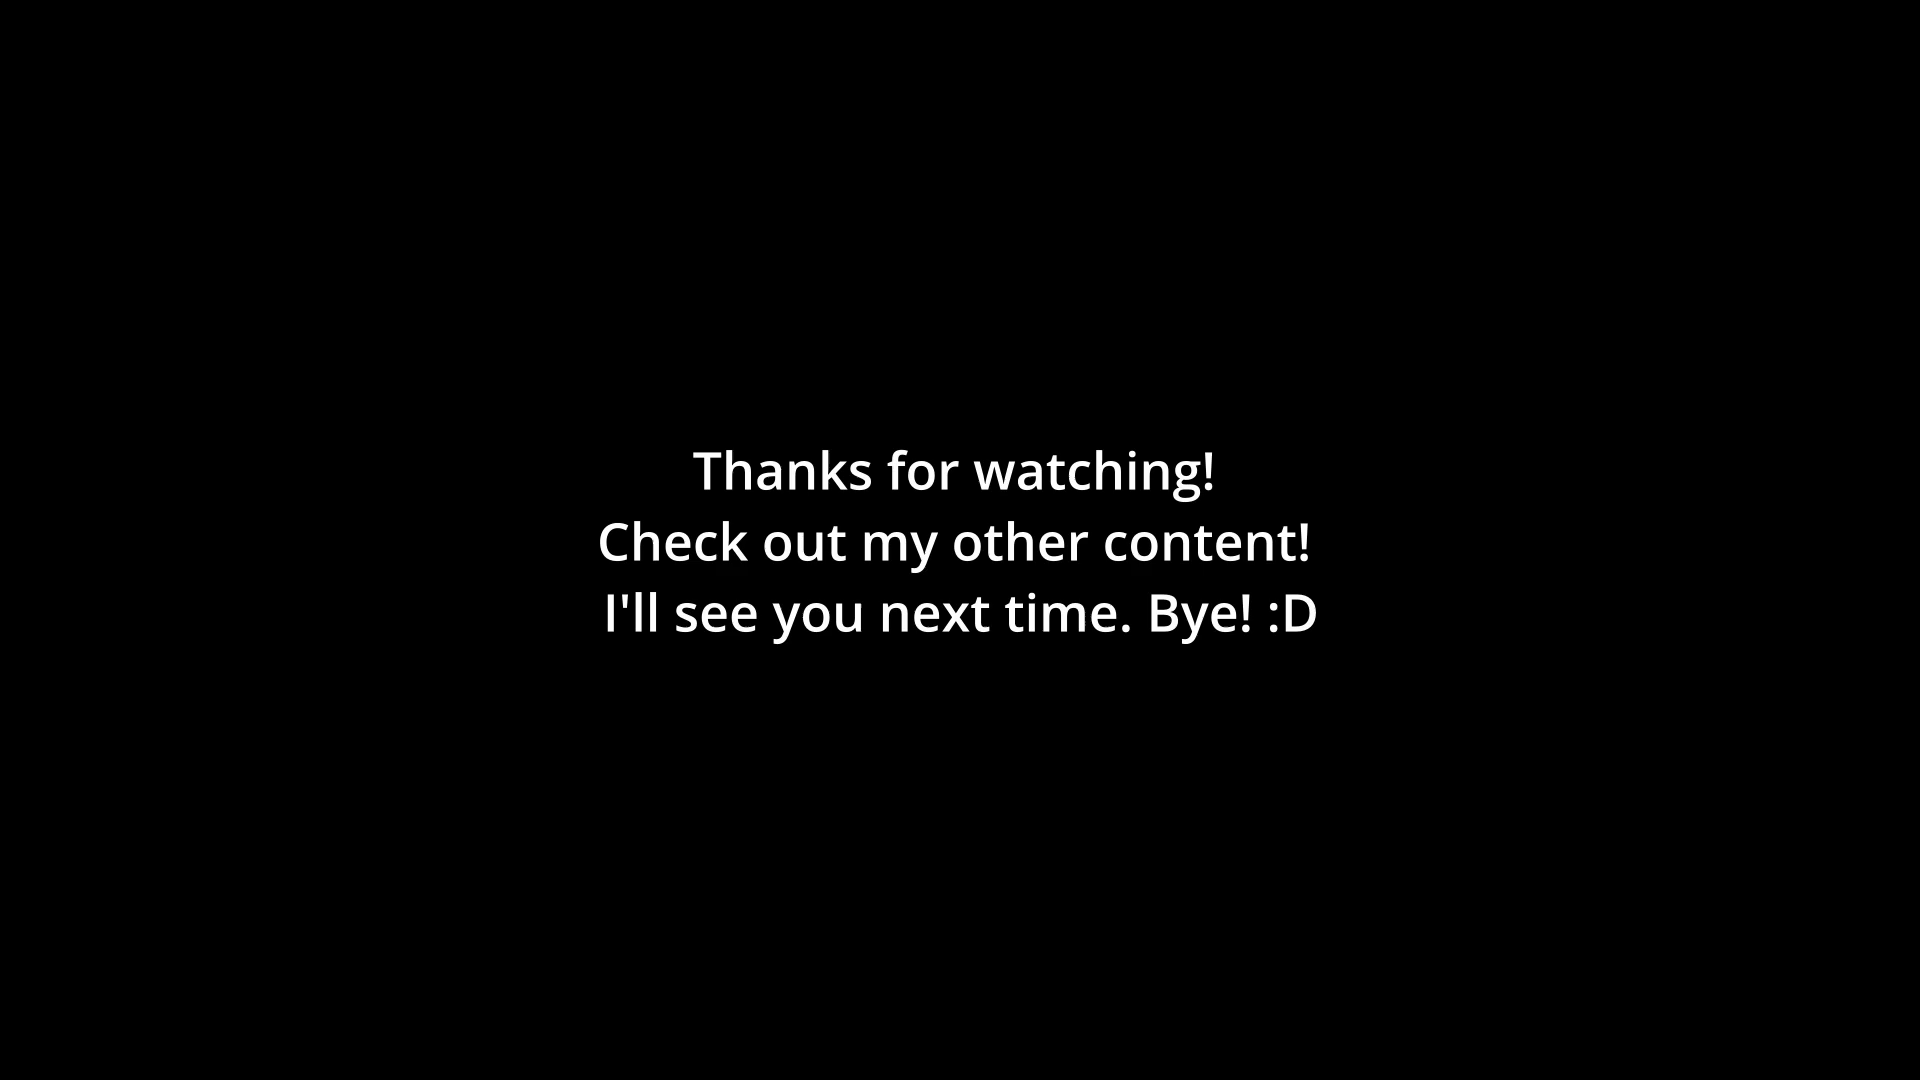 Thanks for watching!
Check out my other content!
I'll see you next time. Bye! :D